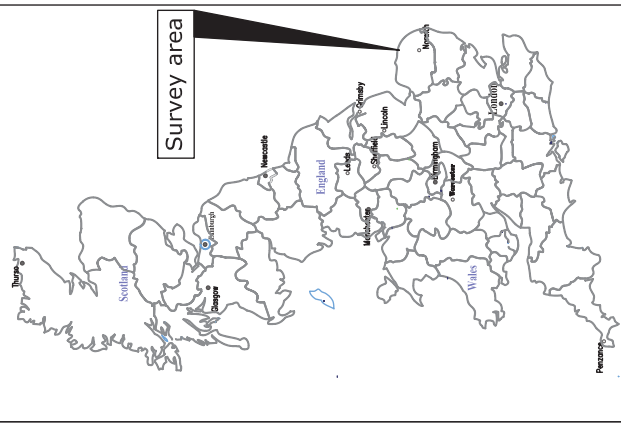 Survey area
Thurso
Scotland
Edinburgh
Glasgow
Newcastle
England
Grimsby
Leeds
Lincoln
Sheffield
Manchester
Norwich
Birmingham
Worcester
London
Wales
Penzance